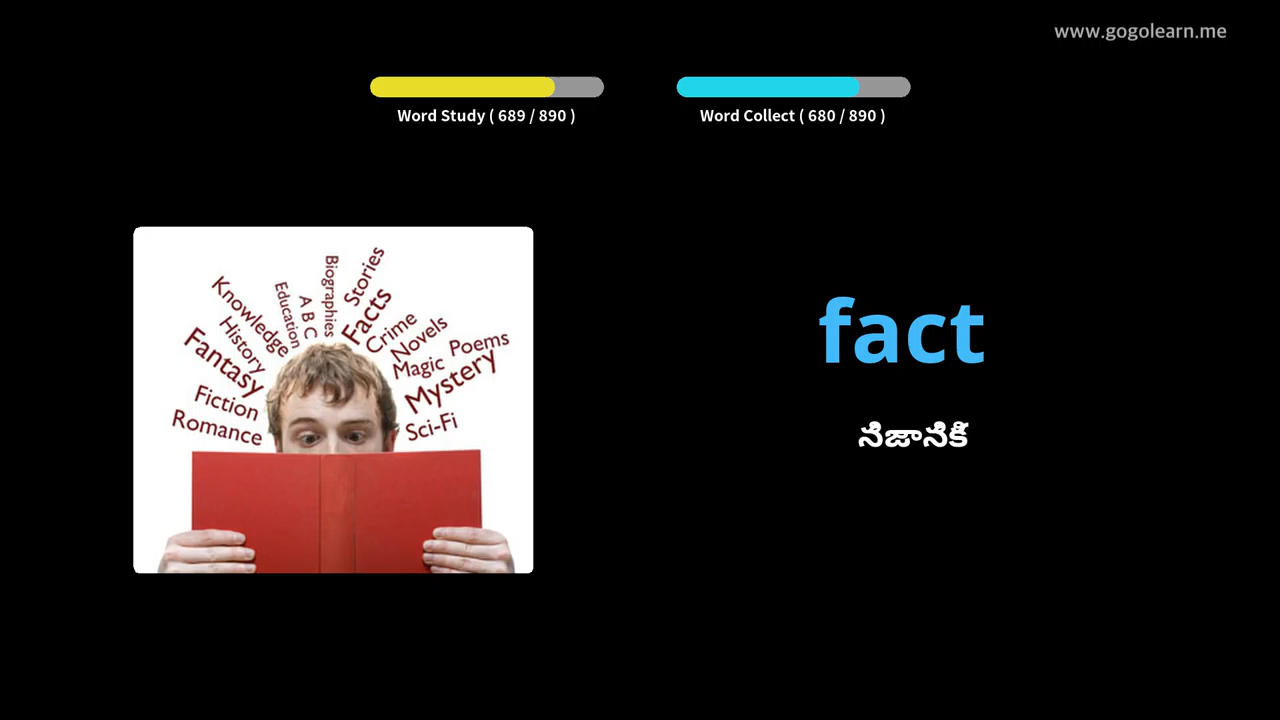 www.gogolearn.me
Word Study ( 689 / 890 )
Word Collect ( 680 / 890 )
Knowledge
History
Fantasy
Fiction
Romance
Education
A B C
Biographies
Stories
Facts
Crime
Novels
Magic
Poems
Mystery
Sci-Fi
fact
నిజానికి